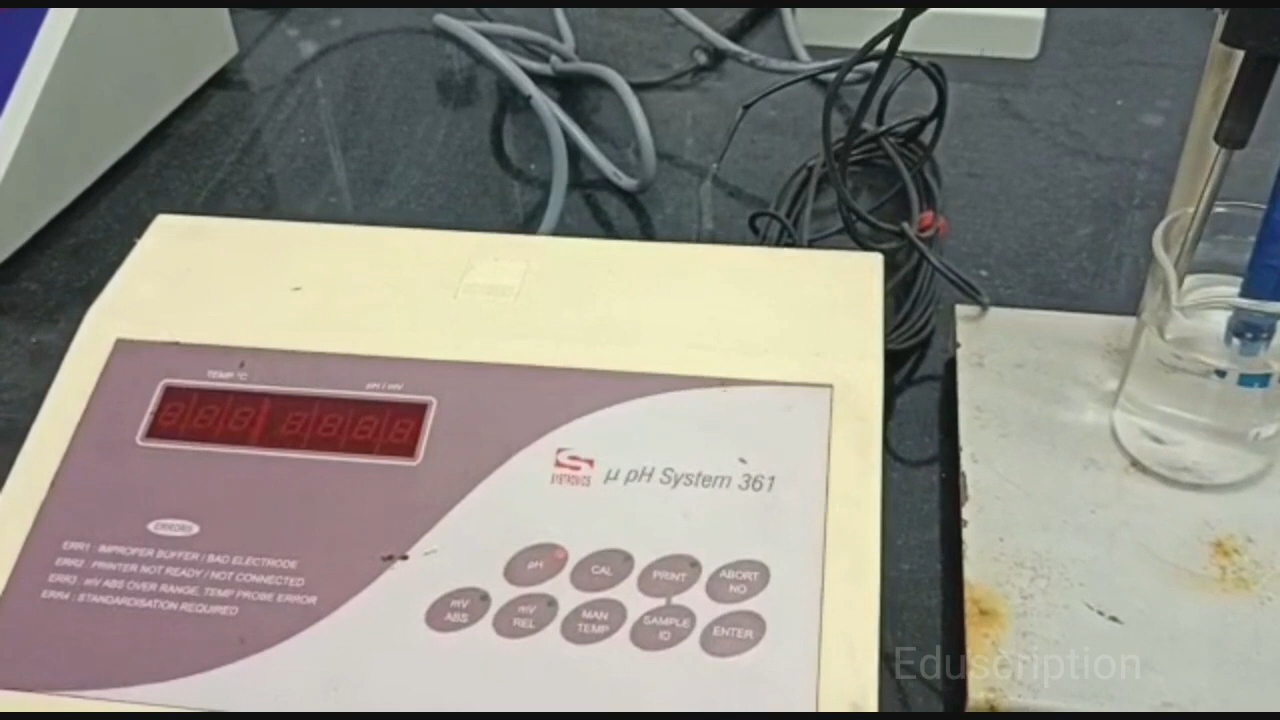 TEMP °C
pH / mV
SYSTRONICS
µ pH System 361
ERRORS
ERR1 : IMPROPER BUFFER / BAD ELECTRODE
ERR2 : PRINTER NOT READY / NOT CONNECTED
ERR3 : mV ABS OVER RANGE, TEMP PROBE ERROR
ERR4 : STANDARDISATION REQUIRED
pH
CAL
PRINT
ABORT
NO
mV
ABS
mV
REL
MAN
TEMP
SAMPLE
ID
ENTER
Eduscription